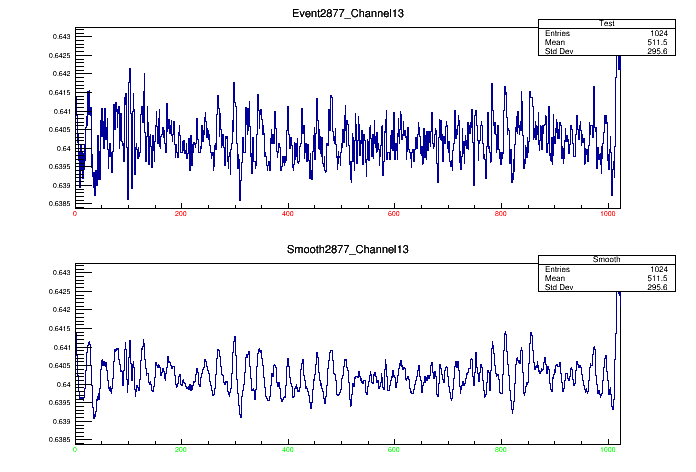 Event2877_Channel13
Test
Entries 1024
Mean 511.5
Std Dev 295.6
0.643
0.6425
0.642
0.6415
0.641
0.6405
0.64
0.6395
0.639
0.6385
0 200 400 600 800 1000
Smooth2877_Channel13
Smooth
Entries 1024
Mean 511.5
Std Dev 295.6
0.643
0.6425
0.642
0.6415
0.641
0.6405
0.64
0.6395
0.639
0.6385
0 200 400 600 800 1000